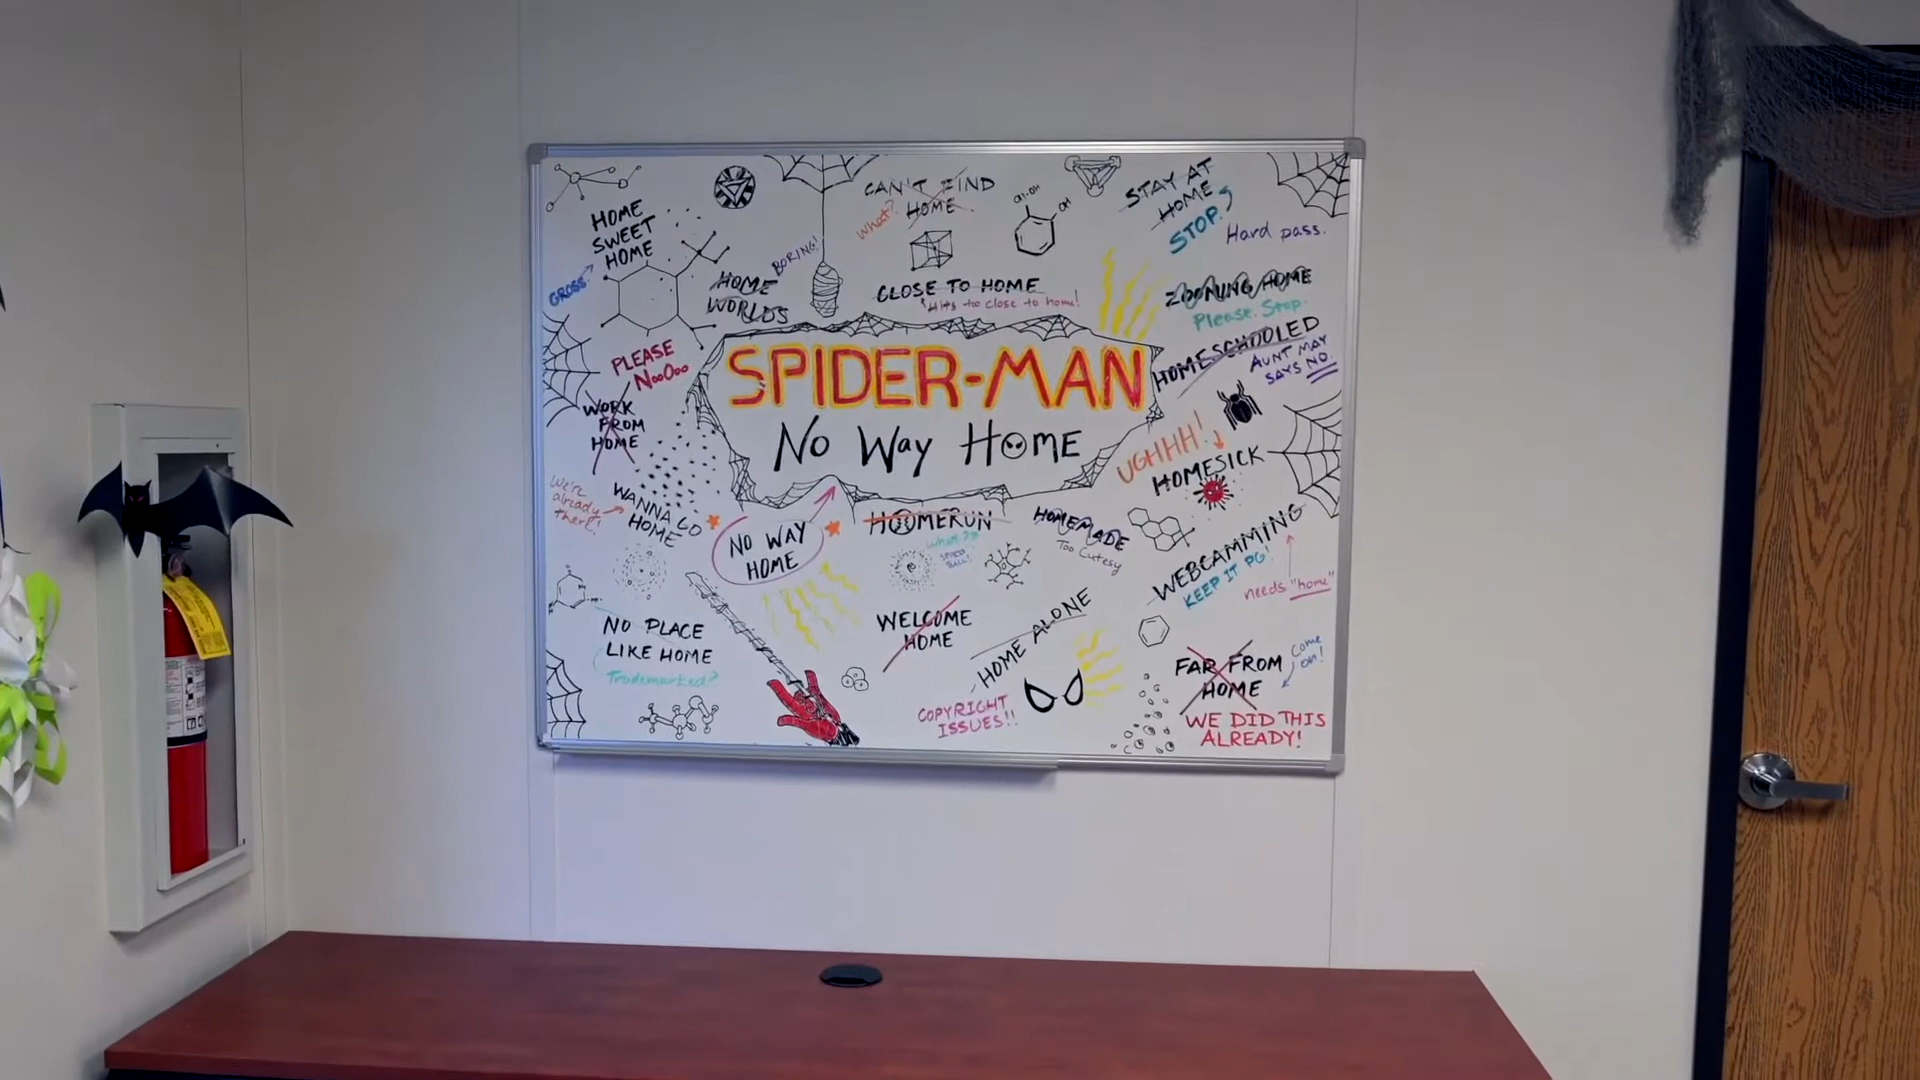 HOME
SWEET
HOME
GROSS
HOME
WORLDS
BORING!
CAN'T FIND
HOME
What?
CLOSE TO HOME
Hits too close to home!
OH
STAY AT
HOME
STOP.
Hard pass.
ZOOMING HOME
Please. Stop.
HOMESCHOOLED
AUNT MAY
SAYS NO.
PLEASE
NooOoo
WORK
FROM
HOME
SPIDER-MAN
NO WAY HOME
UGHHH!
HOMESICK
We're
already
there!
WANNA GO
HOME
NO WAY
HOME
HOOMERUN
What??
HOMEMADE
Too Cutesy
WEBCAMMING
KEEP IT PG!
needs "home"
NO PLACE
LIKE HOME
Trademarked?
WELCOME
HOME
HOME ALONE
COPYRIGHT
ISSUES!!
FAR FROM
HOME
Come
on!
WE DID THIS
ALREADY!